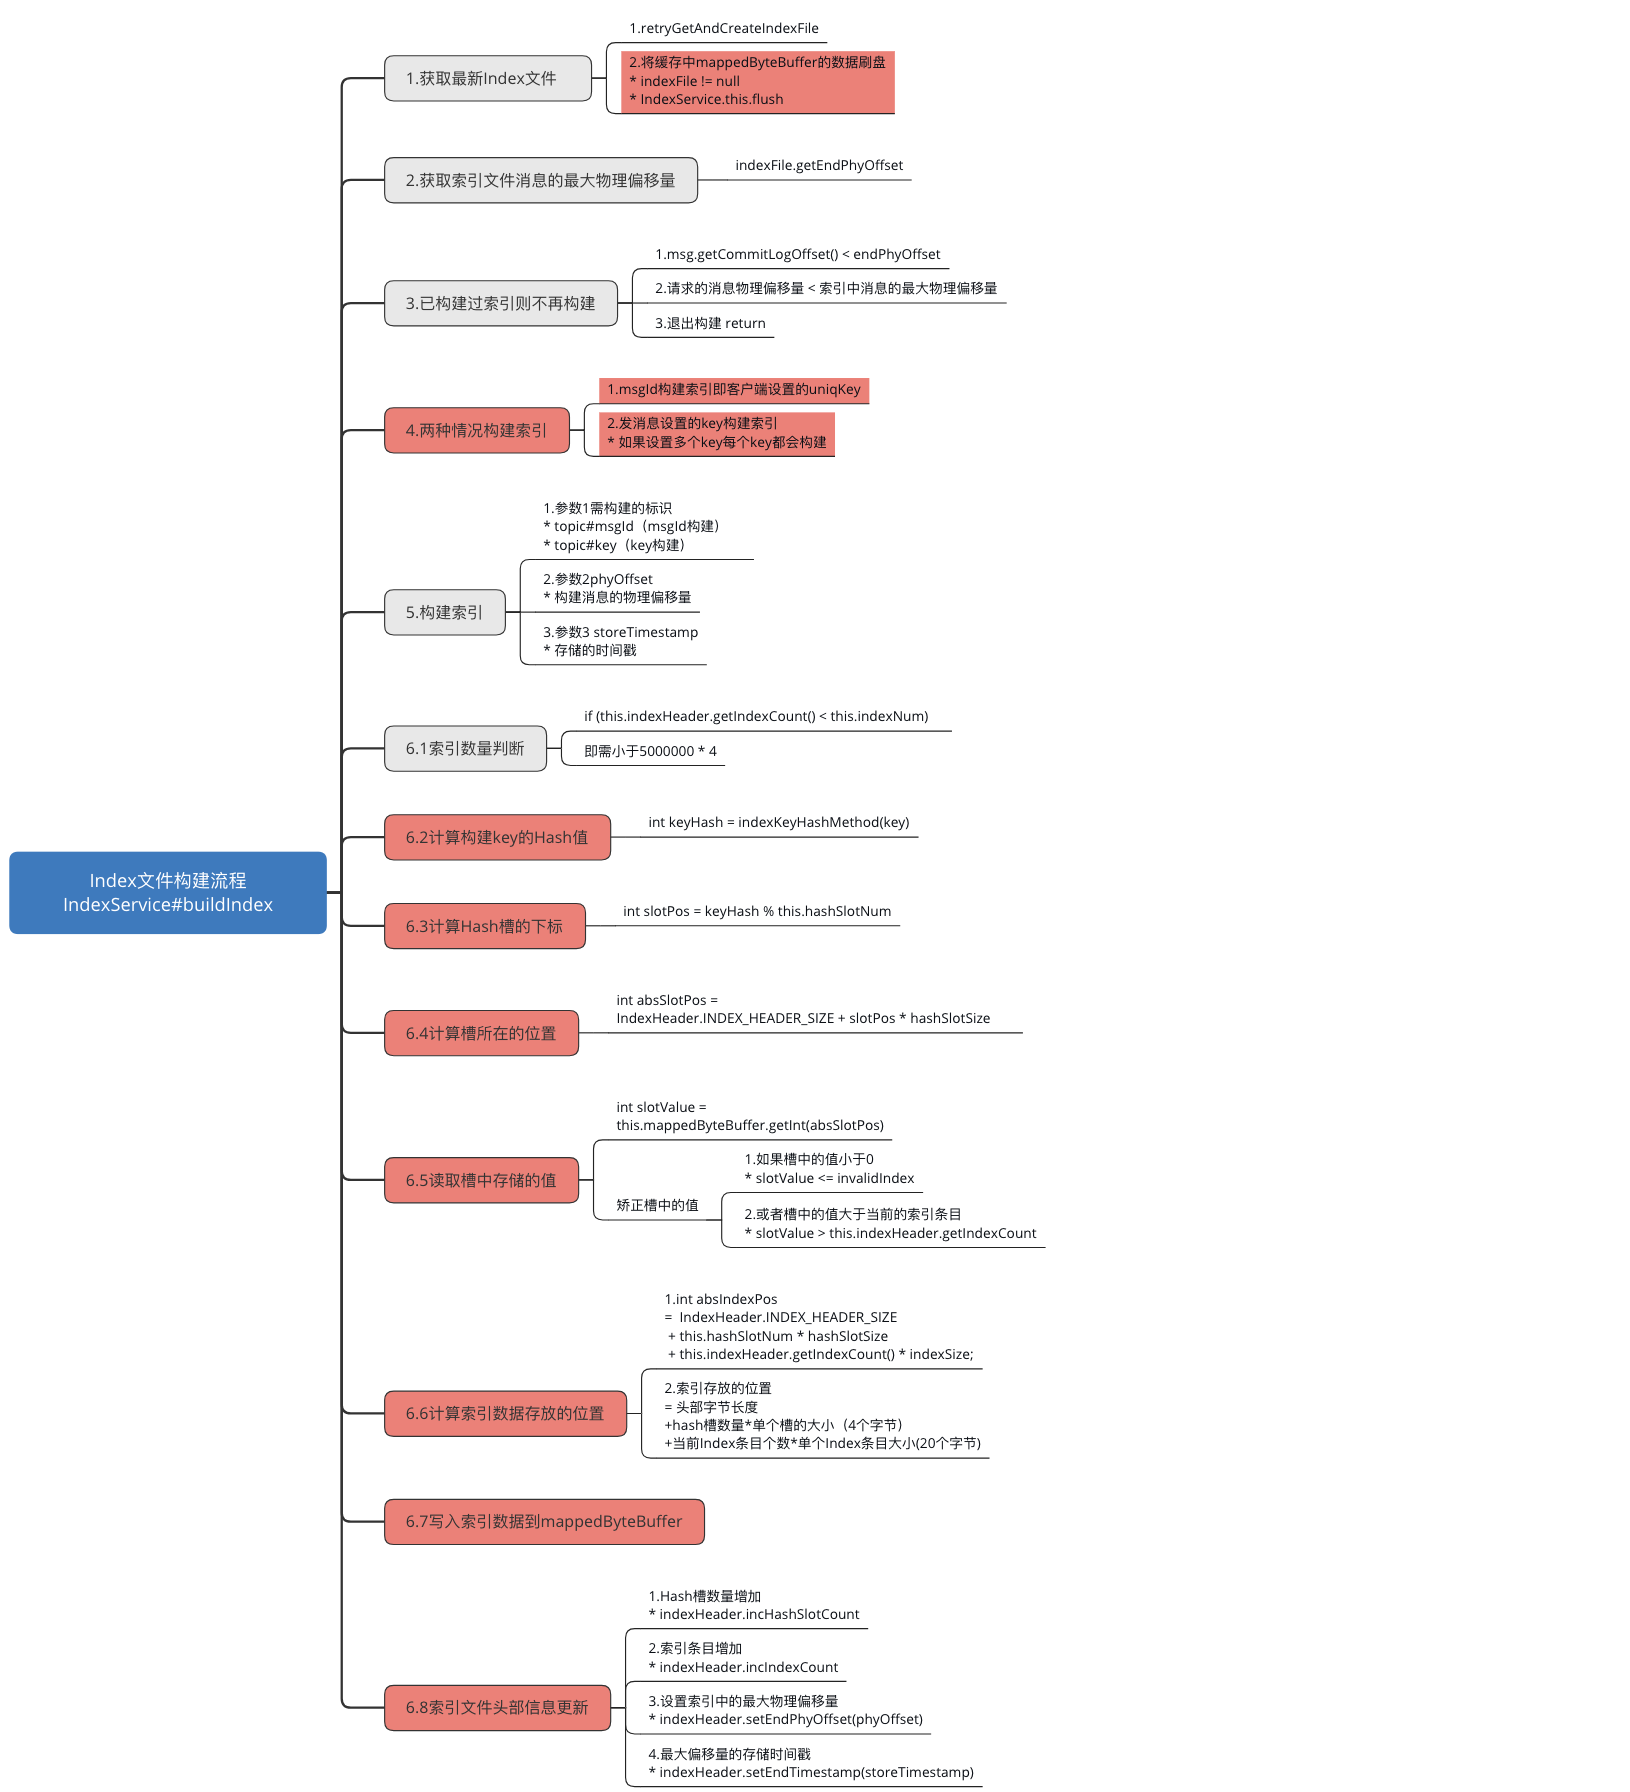 Index文件构建流程
IndexService#buildIndex
1.获取最新Index文件
1.retryGetAndCreateIndexFile
2.将缓存中mappedByteBuffer的数据刷盘
* indexFile != null
* IndexService.this.flush
2.获取索引文件消息的最大物理偏移量
indexFile.getEndPhyOffset
3.已构建过索引则不再构建
1.msg.getCommitLogOffset() < endPhyOffset
2.请求的消息物理偏移量 < 索引中消息的最大物理偏移量
3.退出构建 return
4.两种情况构建索引
1.msgId构建索引即客户端设置的uniqKey
2.发消息设置的key构建索引
* 如果设置多个key每个key都会构建
5.构建索引
1.参数1需构建的标识
* topic#msgId（msgId构建）
* topic#key（key构建）
2.参数2phyOffset
* 构建消息的物理偏移量
3.参数3 storeTimestamp
* 存储的时间戳
6.1索引数量判断
if (this.indexHeader.getIndexCount() < this.indexNum)
即需小于5000000 * 4
6.2计算构建key的Hash值
int keyHash = indexKeyHashMethod(key)
6.3计算Hash槽的下标
int slotPos = keyHash % this.hashSlotNum
6.4计算槽所在的位置
int absSlotPos =
IndexHeader.INDEX_HEADER_SIZE + slotPos * hashSlotSize
6.5读取槽中存储的值
int slotValue =
this.mappedByteBuffer.getInt(absSlotPos)
矫正槽中的值
1.如果槽中的值小于0
* slotValue <= invalidIndex
2.或者槽中的值大于当前的索引条目
* slotValue > this.indexHeader.getIndexCount
6.6计算索引数据存放的位置
1.int absIndexPos
=  IndexHeader.INDEX_HEADER_SIZE
+ this.hashSlotNum * hashSlotSize
+ this.indexHeader.getIndexCount() * indexSize;
2.索引存放的位置
= 头部字节长度
+hash槽数量*单个槽的大小（4个字节）
+当前Index条目个数*单个Index条目大小(20个字节)
6.7写入索引数据到mappedByteBuffer
6.8索引文件头部信息更新
1.Hash槽数量增加
* indexHeader.incHashSlotCount
2.索引条目增加
* indexHeader.incIndexCount
3.设置索引中的最大物理偏移量
* indexHeader.setEndPhyOffset(phyOffset)
4.最大偏移量的存储时间戳
* indexHeader.setEndTimestamp(storeTimestamp)